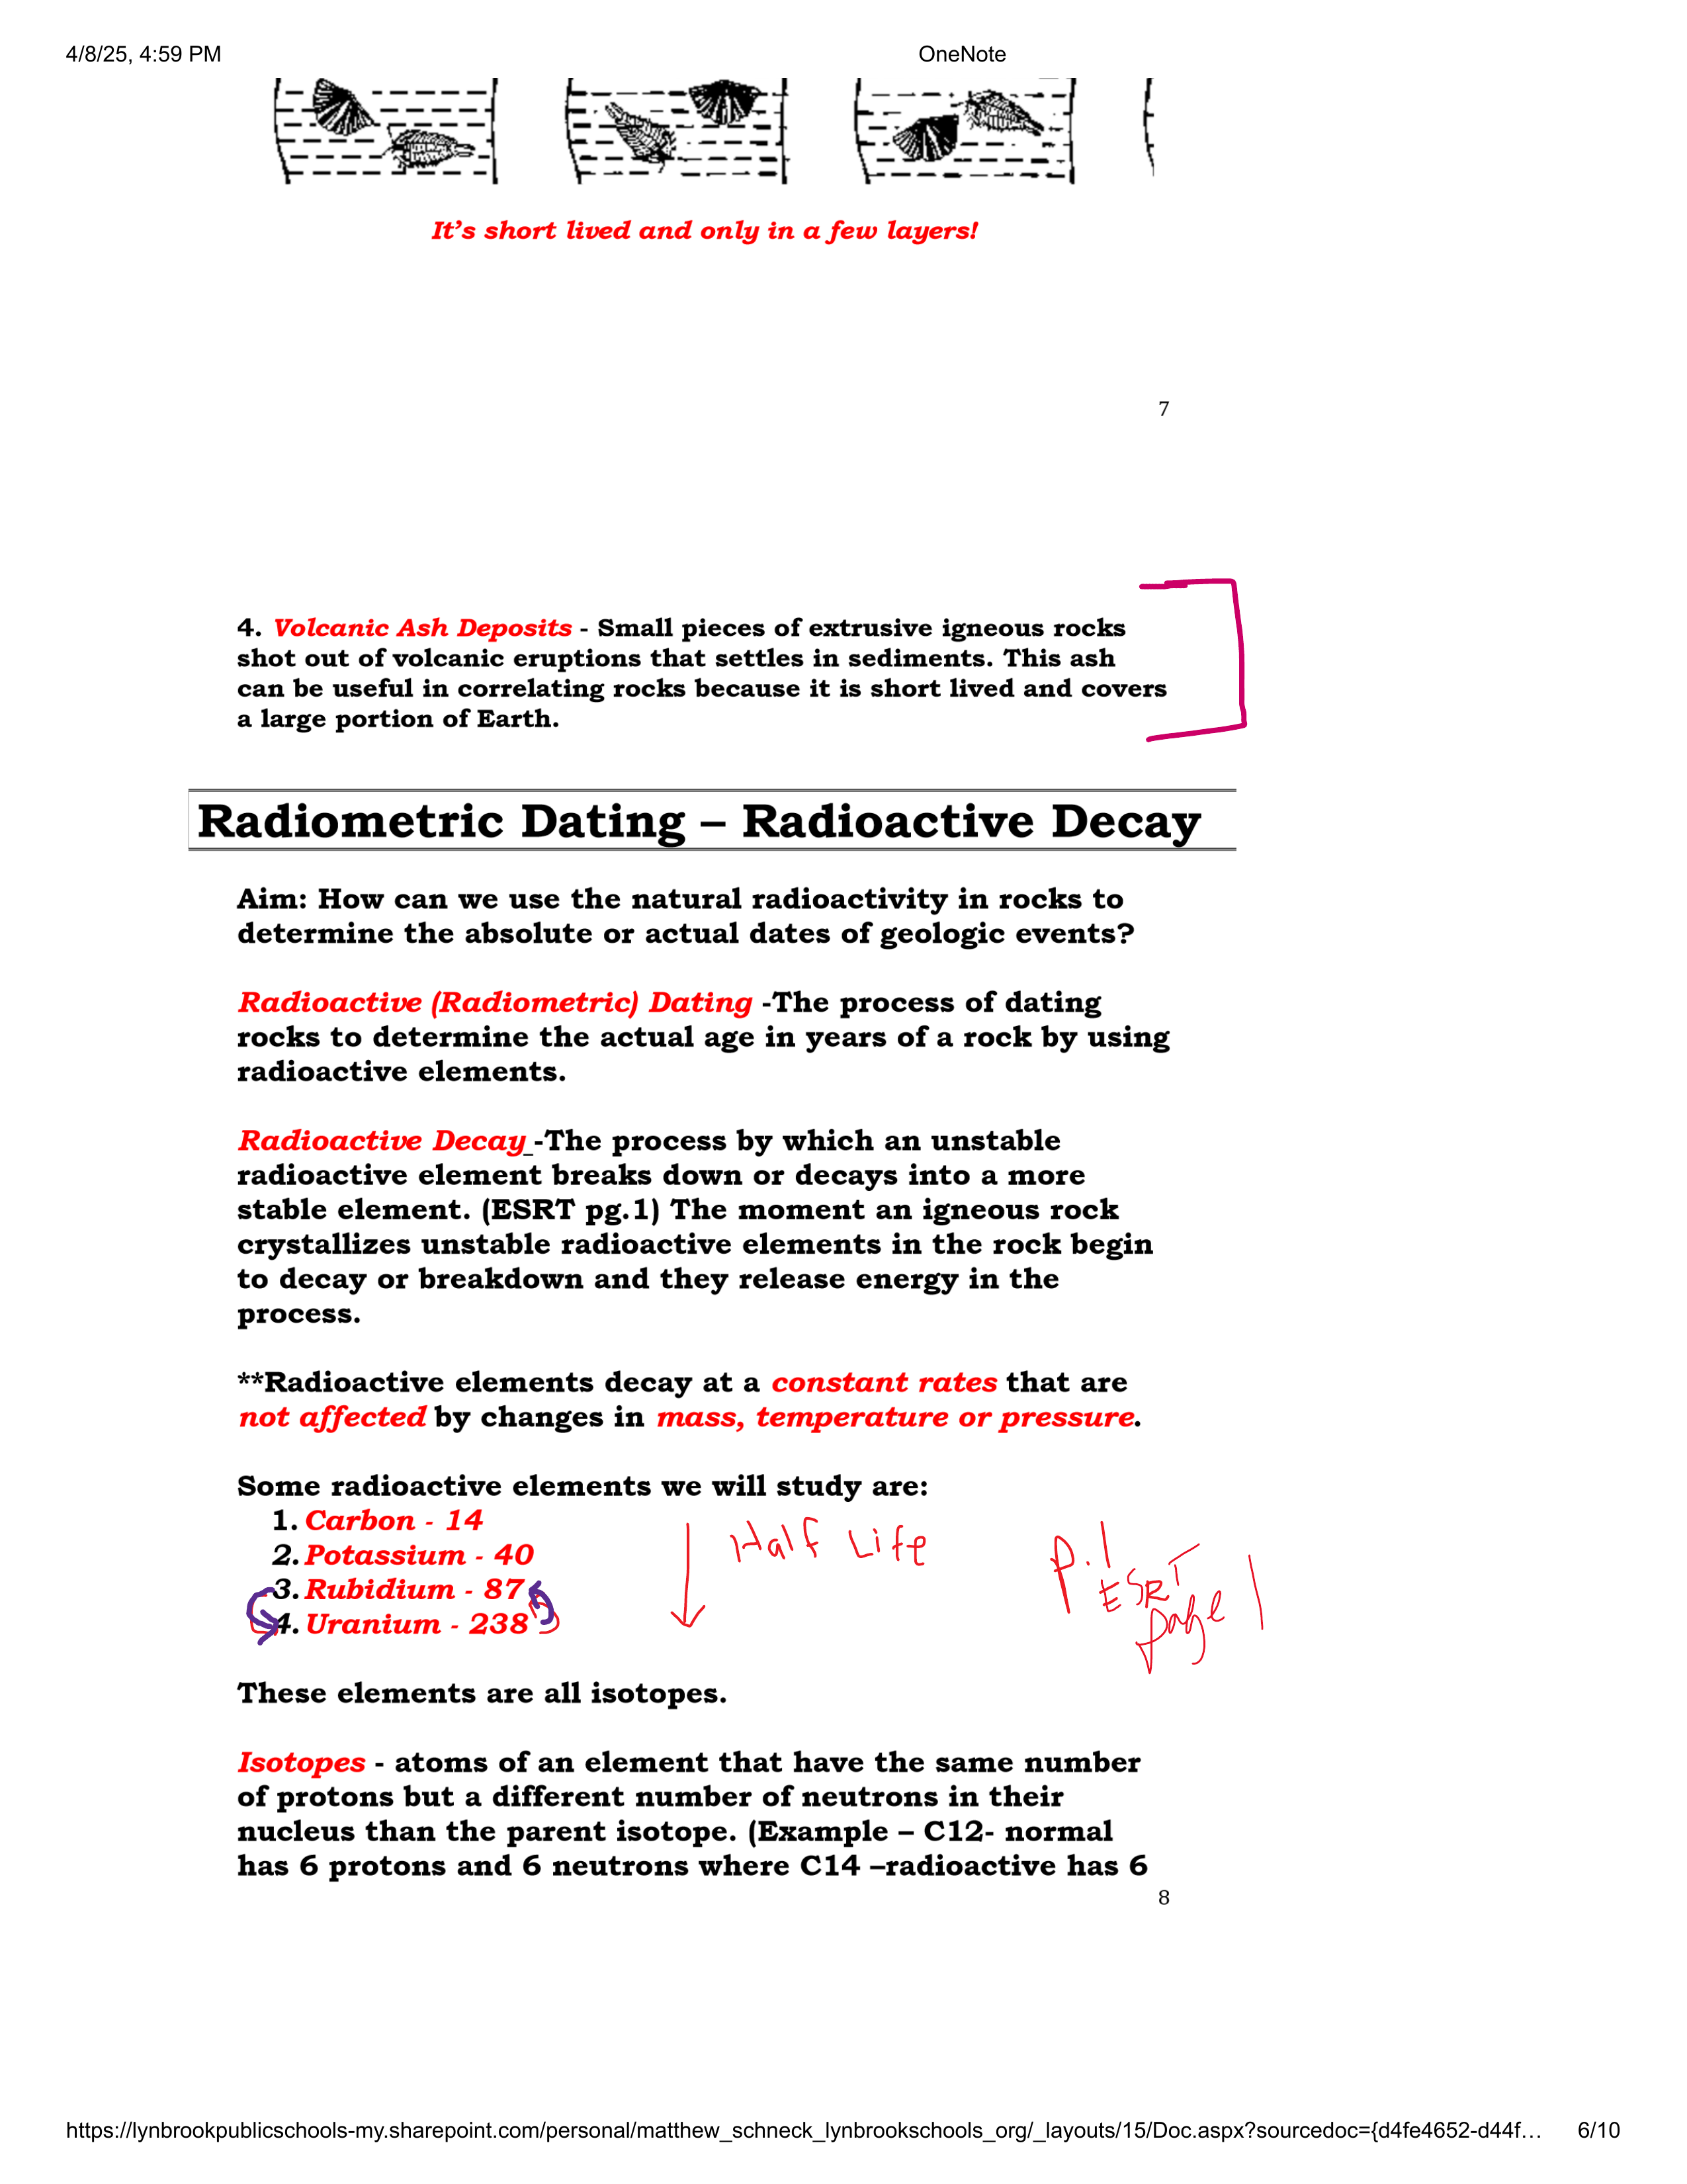 4/8/25, 4:59 PM OneNote
It's short lived and only in a few layers!
7
4. Volcanic Ash Deposits - Small pieces of extrusive igneous rocks
shot out of volcanic eruptions that settles in sediments. This ash
can be useful in correlating rocks because it is short lived and covers
a large portion of Earth.
Radiometric Dating – Radioactive Decay
Aim: How can we use the natural radioactivity in rocks to
determine the absolute or actual dates of geologic events?
Radioactive (Radiometric) Dating -The process of dating
rocks to determine the actual age in years of a rock by using
radioactive elements.
Radioactive Decay -The process by which an unstable
radioactive element breaks down or decays into a more
stable element. (ESRT pg.1) The moment an igneous rock
crystallizes unstable radioactive elements in the rock begin
to decay or breakdown and they release energy in the
process.
**Radioactive elements decay at a constant rates that are
not affected by changes in mass, temperature or pressure.
Some radioactive elements we will study are:
1. Carbon - 14
2. Potassium - 40
3. Rubidium - 87
4. Uranium - 238
Half Life
p.1
ESRT
page 1
These elements are all isotopes.
Isotopes - atoms of an element that have the same number
of protons but a different number of neutrons in their
nucleus than the parent isotope. (Example – C12- normal
has 6 protons and 6 neutrons where C14 –radioactive has 6
8
https://lynbrookpublicschools-my.sharepoint.com/personal/matthew_schneck_lynbrookschools_org/_layouts/15/Doc.aspx?sourcedoc={d4fe4652-d44f… 6/10